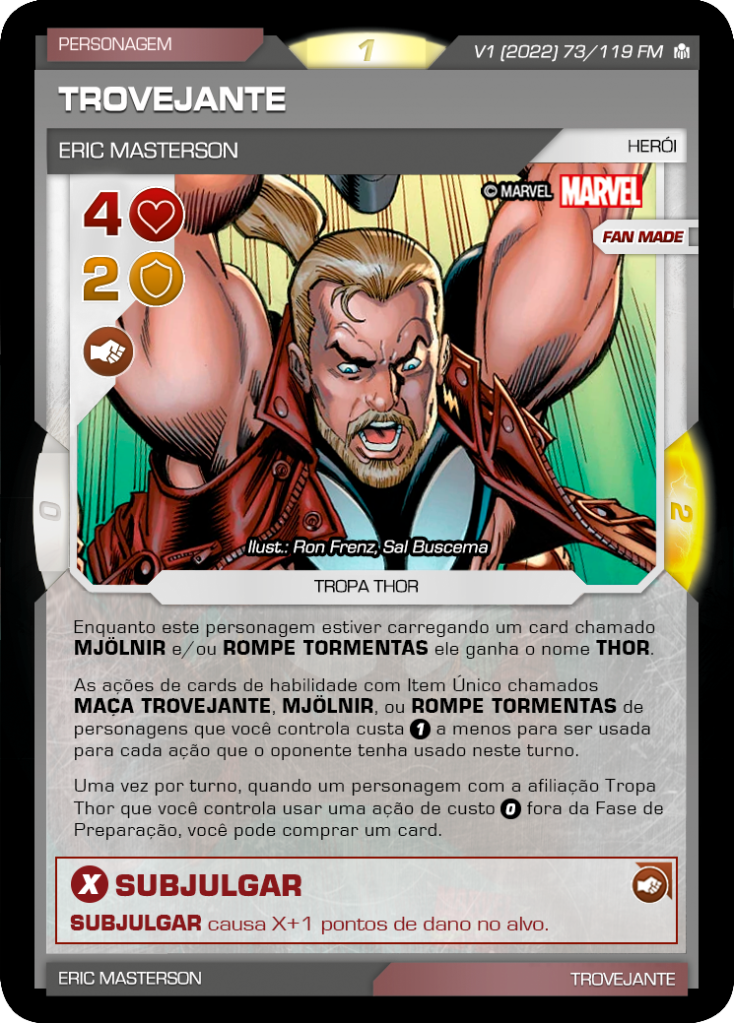 PERSONAGEM
1
V1 (2022) 73/119 FM
TROVEJANTE
ERIC MASTERSON
HERÓI
4
© MARVEL MARVEL
FAN MADE
2
0
2
Ilust.: Ron Frenz, Sal Buscema
TROPA THOR
Enquanto este personagem estiver carregando um card chamado
MJÖLNIR e/ou ROMPE TORMENTAS ele ganha o nome THOR.
As ações de cards de habilidade com Item Único chamados
MAÇA TROVEJANTE, MJÖLNIR, ou ROMPE TORMENTAS de
personagens que você controla custa 1 a menos para ser usada
para cada ação que o oponente tenha usado neste turno.
Uma vez por turno, quando um personagem com a afiliação Tropa
Thor que você controla usar uma ação de custo 0 fora da Fase de
Preparação, você pode comprar um card.
X SUBJULGAR
SUBJULGAR causa X+1 pontos de dano no alvo.
ERIC MASTERSON
TROVEJANTE